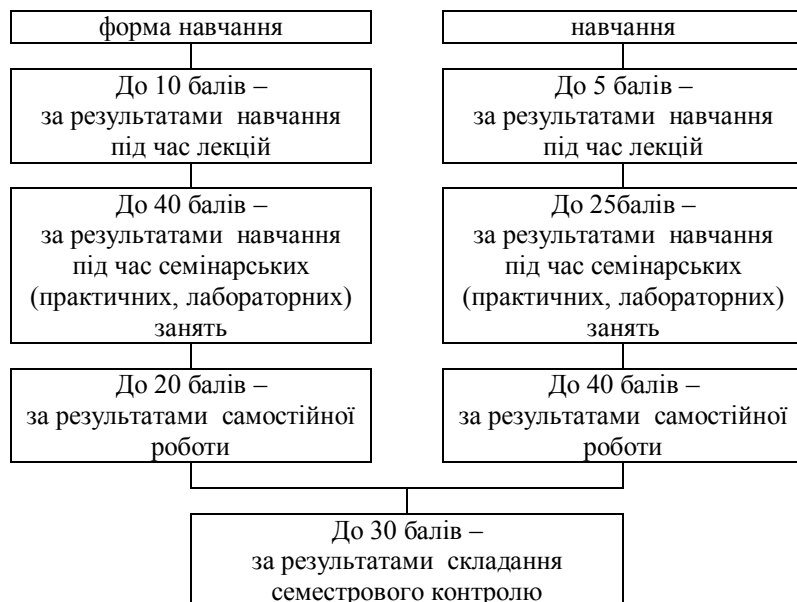 форма навчання
навчання
До 10 балів –
за результатами навчання
під час лекцій
До 5 балів –
за результатами навчання
під час лекцій
До 40 балів –
за результатами навчання
під час семінарських
(практичних, лабораторних)
занять
До 25балів –
за результатами навчання
під час семінарських
(практичних, лабораторних)
занять
До 20 балів –
за результатами самостійної
роботи
До 40 балів –
за результатами самостійної
роботи
До 30 балів –
за результатами складання
семестрового контролю